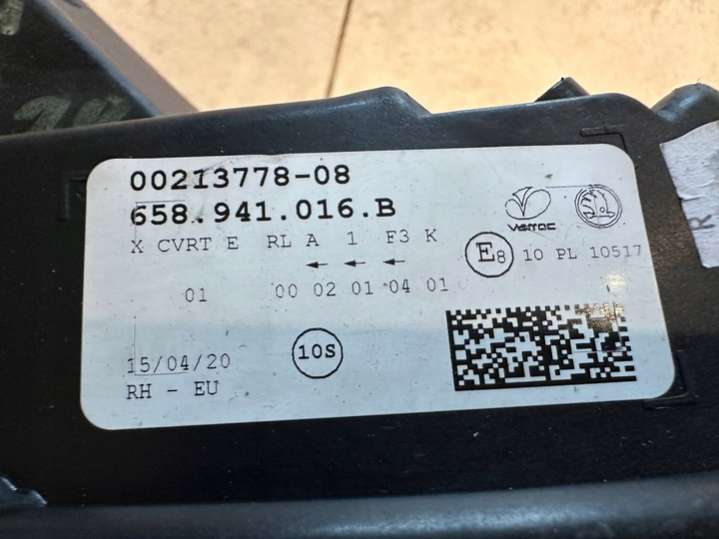 00213778-08
658.941.016.B
varroc
X CVRT E RL A 1 F3 K
← ← ←
E8 10 PL 10517
01 00 02 01 04 01
15/04/20
10S
RH - EU
R